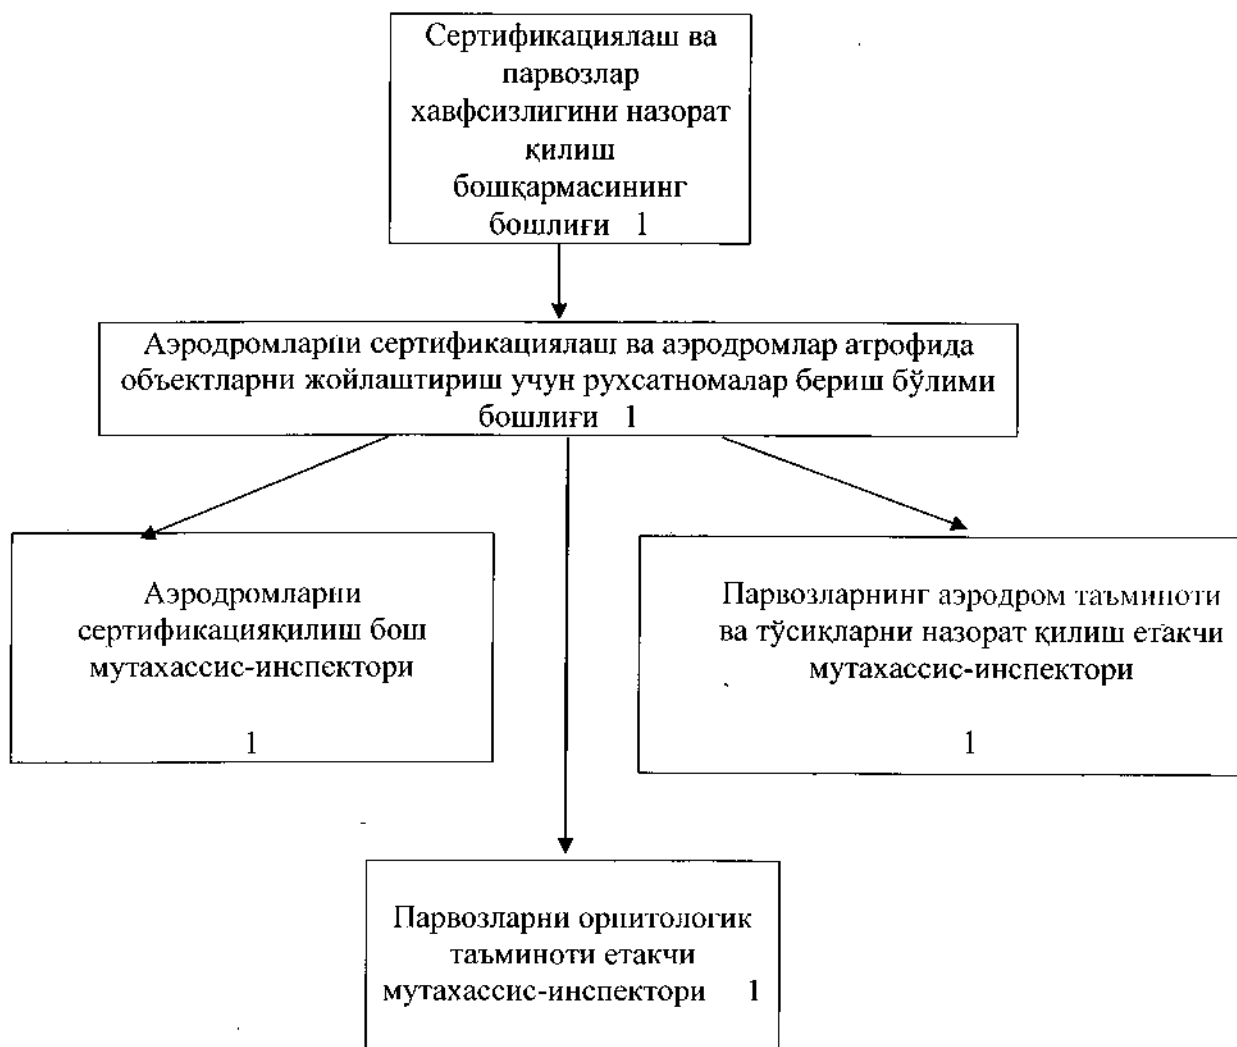 Сертификациялаш ва
парвозлар
хавфсизлигини назорат
қилиш
бошқармасининг
бошлиғи 1
Аэродромларни сертификациялаш ва аэродромлар атрофида
объектларни жойлаштириш учун рухсатномалар бериш бўлими
бошлиғи 1
Аэродромларни
сертификацияқилиш бош
мутахассис-инспектори
1
Парвозларнинг аэродром таъминоти
ва тўсиқларни назорат қилиш етакчи
мутахассис-инспектори
1
Парвозларни орнитологик
таъминоти етакчи
мутахассис-инспектори 1